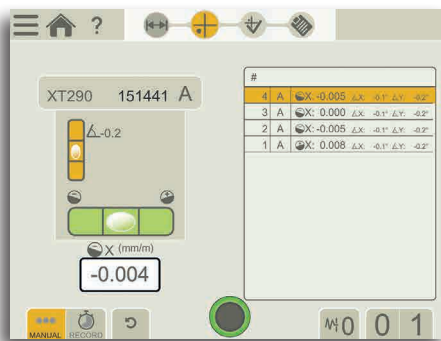 ?
XT290 151441 A
-0.2
X (mm/m)
-0.004
MANUAL RECORD
#
4 A X: -0.005 ∠X: -0.1° ∠Y: -0.2°
3 A X: 0.000 ∠X: -0.1° ∠Y: -0.2°
2 A X: -0.005 ∠X: -0.1° ∠Y: -0.2°
1 A X: 0.008 ∠X: -0.1° ∠Y: -0.2°
0 0 1